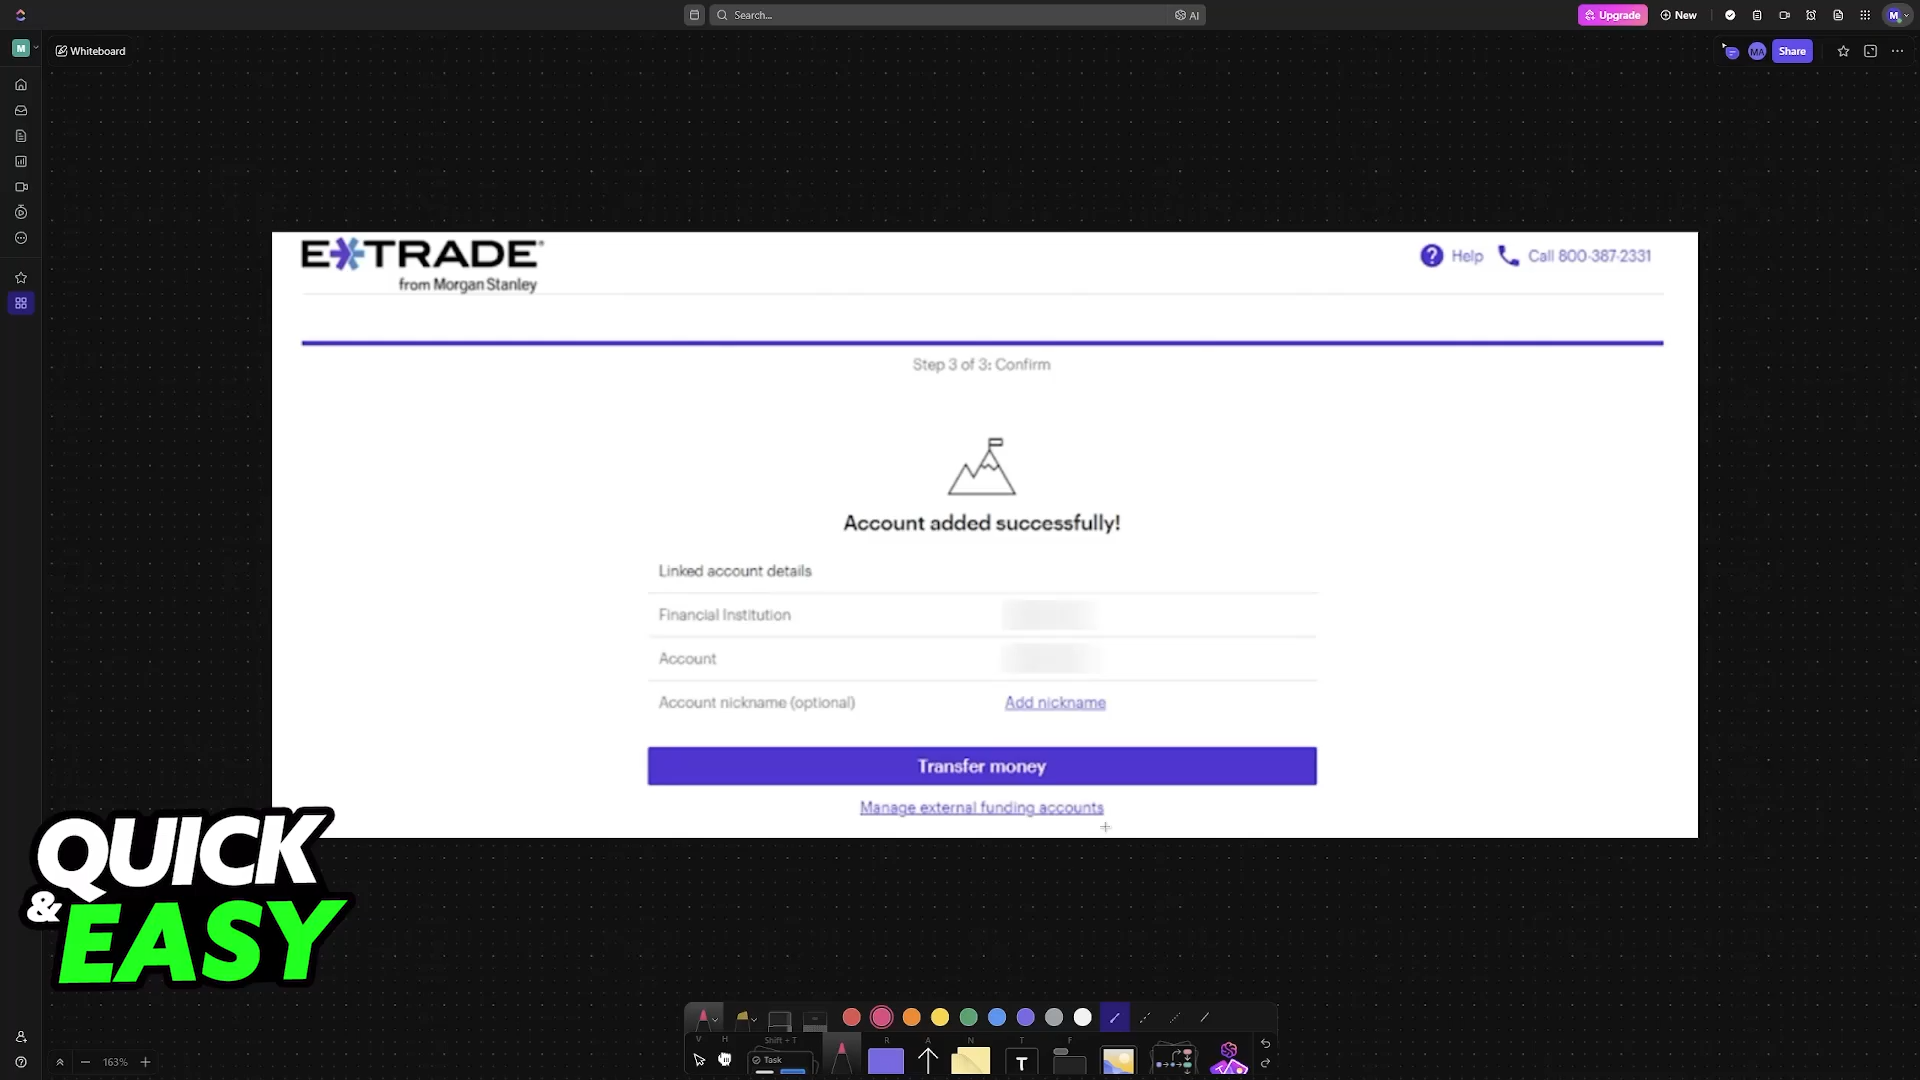 Search...
AI
Upgrade
New
M
M
Whiteboard
MA
Share
E*TRADE
from Morgan Stanley
? Help
Call 800-387-2331
Step 3 of 3: Confirm
Account added successfully!
Linked account details
Financial Institution
Account
Account nickname (optional)
Add nickname
Transfer money
Manage external funding accounts
QUICK
&EASY
V
H
Shift + T
R
A
N
T
F
Task
T
163%